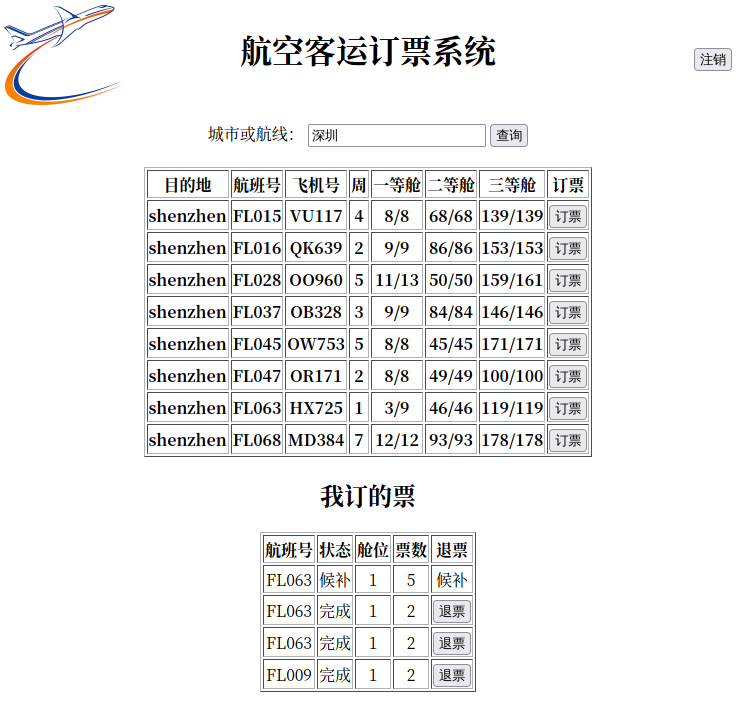 航空客运订票系统
注销
城市或航线： 深圳 查询
目的地 航班号 飞机号 周 一等舱 二等舱 三等舱 订票
shenzhen FL015 VU117 4 8/8 68/68 139/139 订票
shenzhen FL016 QK639 2 9/9 86/86 153/153 订票
shenzhen FL028 OO960 5 11/13 50/50 159/161 订票
shenzhen FL037 OB328 3 9/9 84/84 146/146 订票
shenzhen FL045 OW753 5 8/8 45/45 171/171 订票
shenzhen FL047 OR171 2 8/8 49/49 100/100 订票
shenzhen FL063 HX725 1 3/9 46/46 119/119 订票
shenzhen FL068 MD384 7 12/12 93/93 178/178 订票
我订的票
航班号 状态 舱位 票数 退票
FL063 候补 1 5 候补
FL063 完成 1 2 退票
FL063 完成 1 2 退票
FL009 完成 1 2 退票